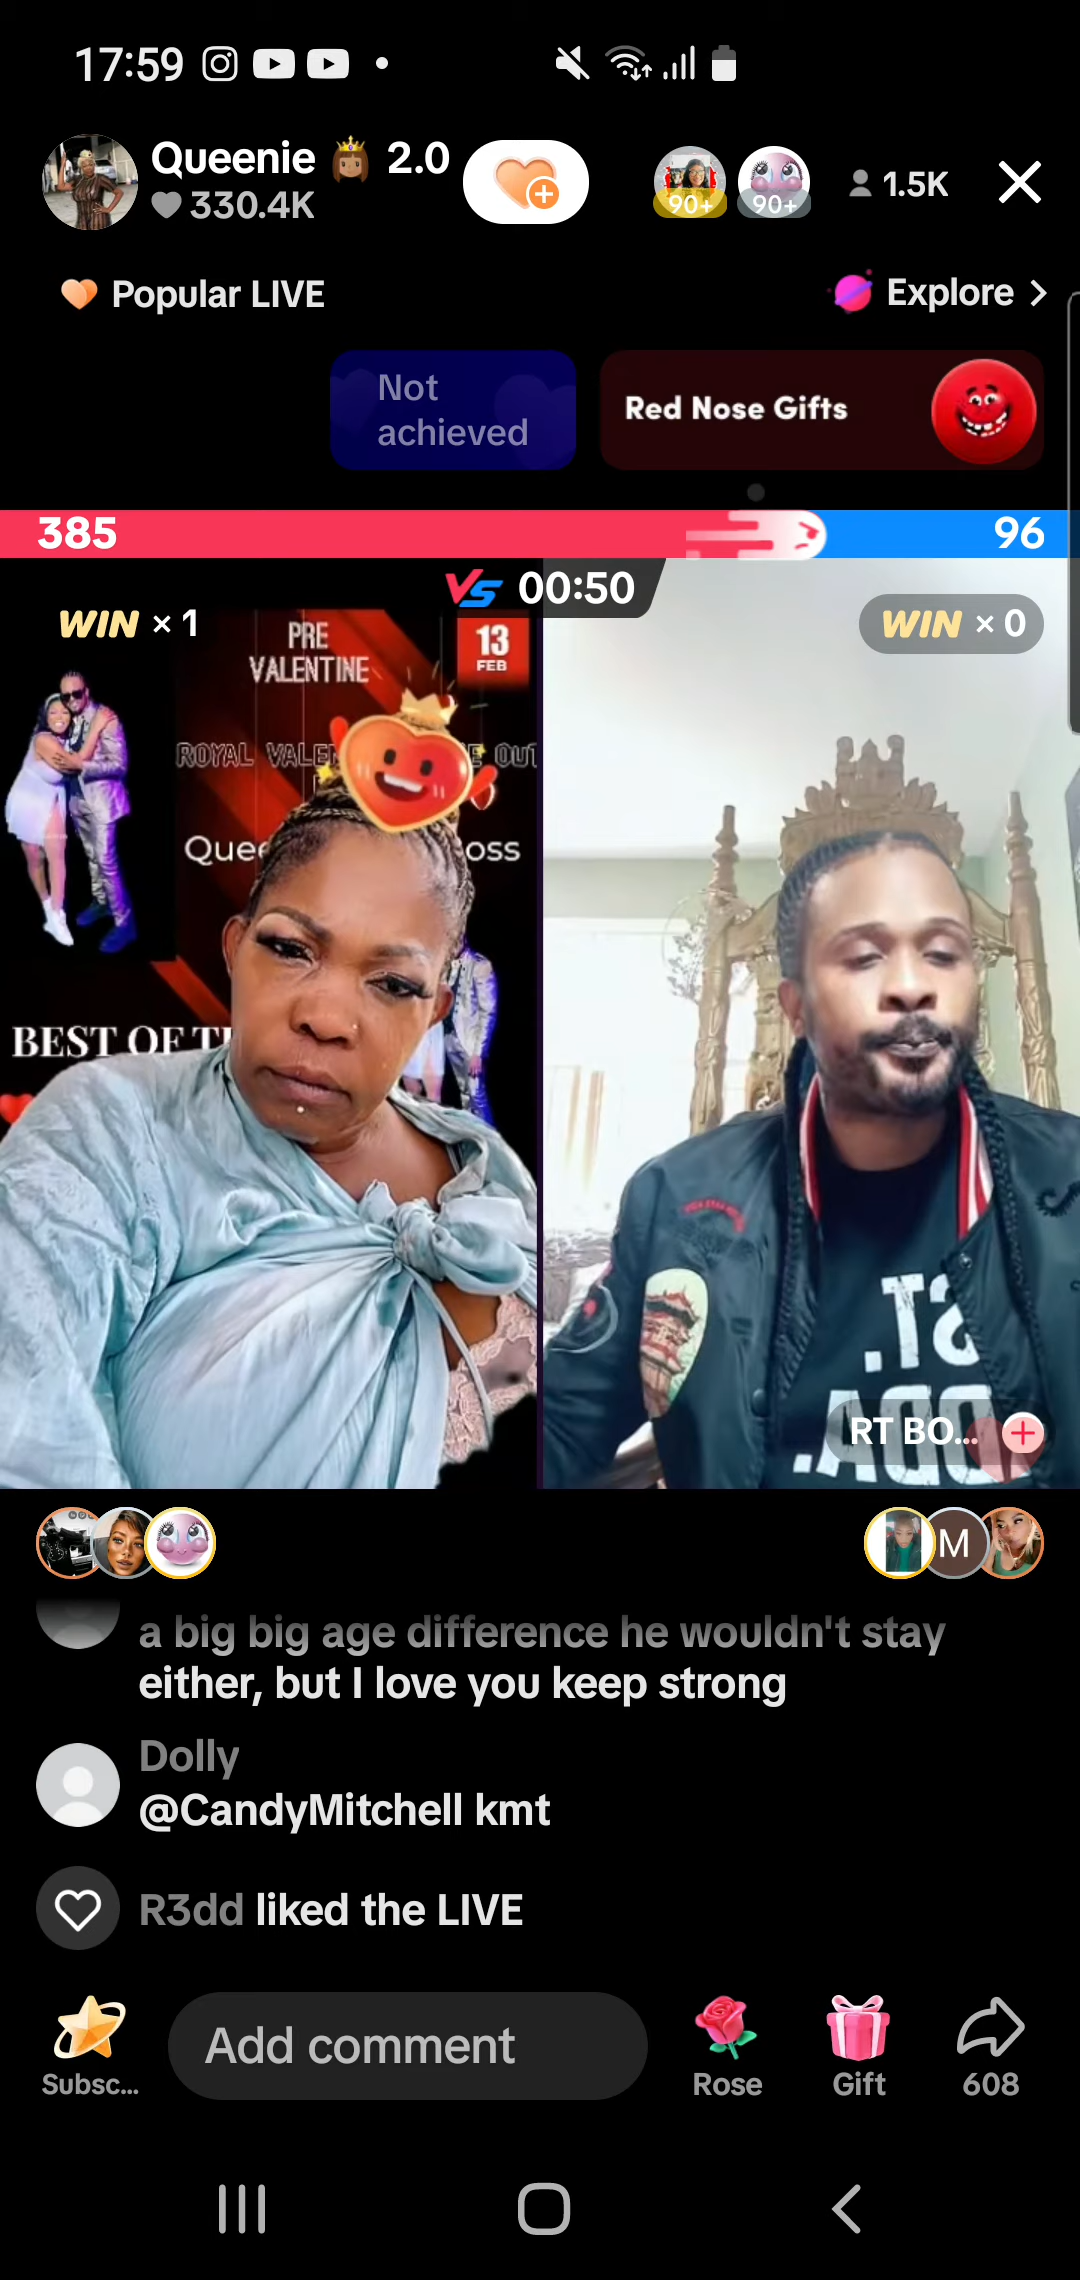 17:59
Queenie 2.0
330.4K
90+
90+
1.5K
Popular LIVE
Explore
Not
achieved
Red Nose Gifts
385
96
VS 00:50
WIN × 1
WIN × 0
PRE
VALENTINE
13
FEB
ROYAL
OUT
oss
BEST OF
ST.
RT BO...
M
a big big age difference he wouldn't stay
either, but I love you keep strong
Dolly
@CandyMitchell kmt
R3dd liked the LIVE
Subsc...
Add comment
Rose
Gift
608